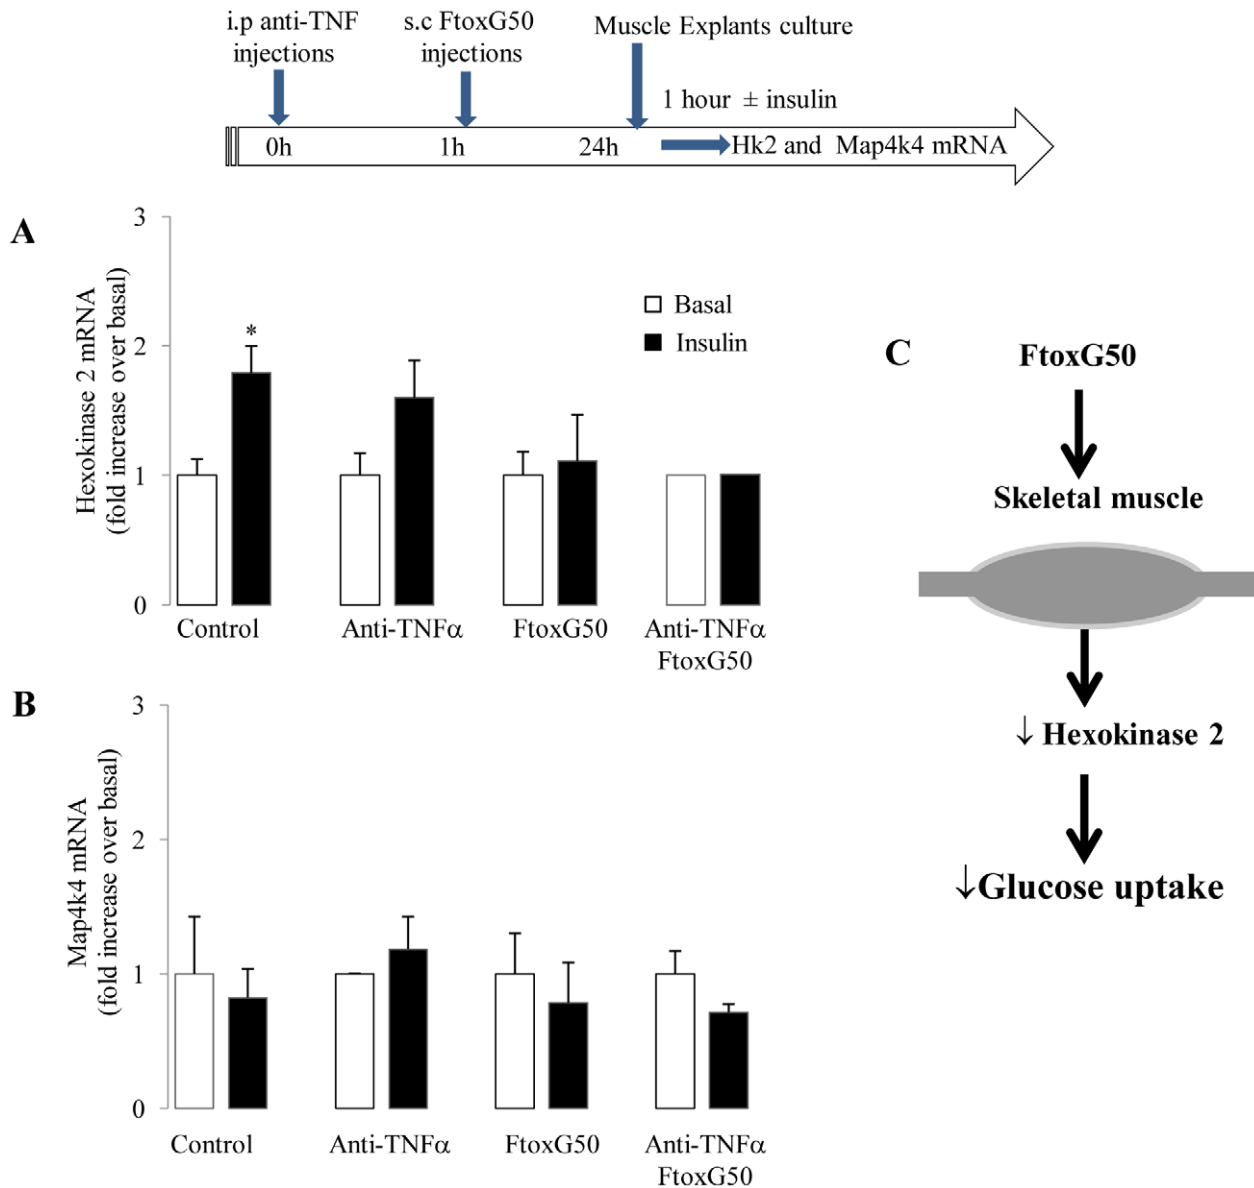 i.p anti-TNF
injections
s.c FtoxG50
injections
Muscle Explants culture
1 hour ± insulin
0h
1h
24h
Hk2 and Map4k4 mRNA
A
Hexokinase 2 mRNA
(fold increase over basal)
3
2
1
0
*
Basal
Insulin
Control
Anti-TNFα
FtoxG50
Anti-TNFα
FtoxG50
B
Map4k4 mRNA
(fold increase over basal)
3
2
1
0
Control
Anti-TNFα
FtoxG50
Anti-TNFα
FtoxG50
C
FtoxG50
Skeletal muscle
↓ Hexokinase 2
↓Glucose uptake